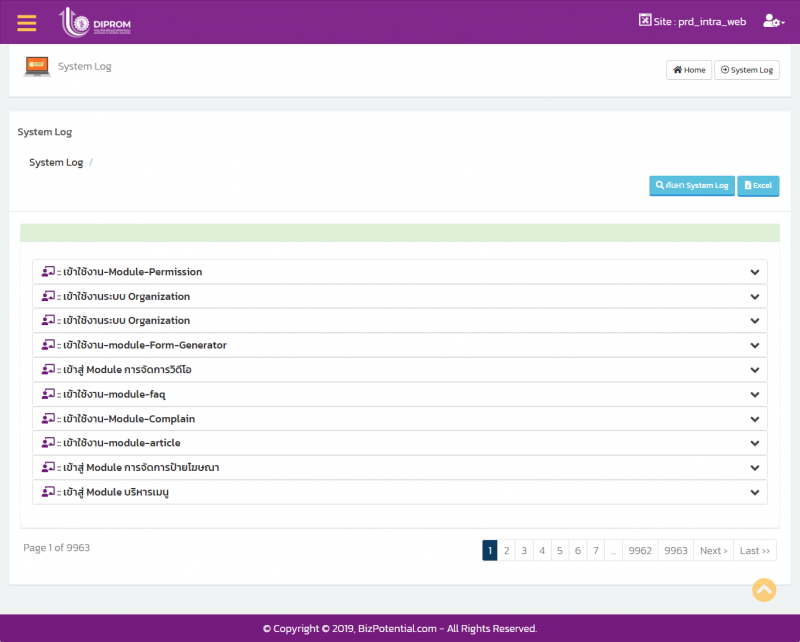 DIPROM
Site : prd_intra_web
System Log
Home
System Log
System Log
System Log /
ค้นหา System Log
Excel
:: เข้าใช้งาน-Module-Permission
:: เข้าใช้งานระบบ Organization
:: เข้าใช้งานระบบ Organization
:: เข้าใช้งาน-module-Form-Generator
:: เข้าสู่ Module การจัดการวิดีโอ
:: เข้าใช้งาน-module-faq
:: เข้าใช้งาน-Module-Complain
:: เข้าใช้งาน-module-article
:: เข้าสู่ Module การจัดการป้ายโฆษณา
:: เข้าสู่ Module บริหารเมนู
Page 1 of 9963
1 2 3 4 5 6 7 ... 9962 9963 Next › Last ››
© Copyright © 2019, BizPotential.com - All Rights Reserved.